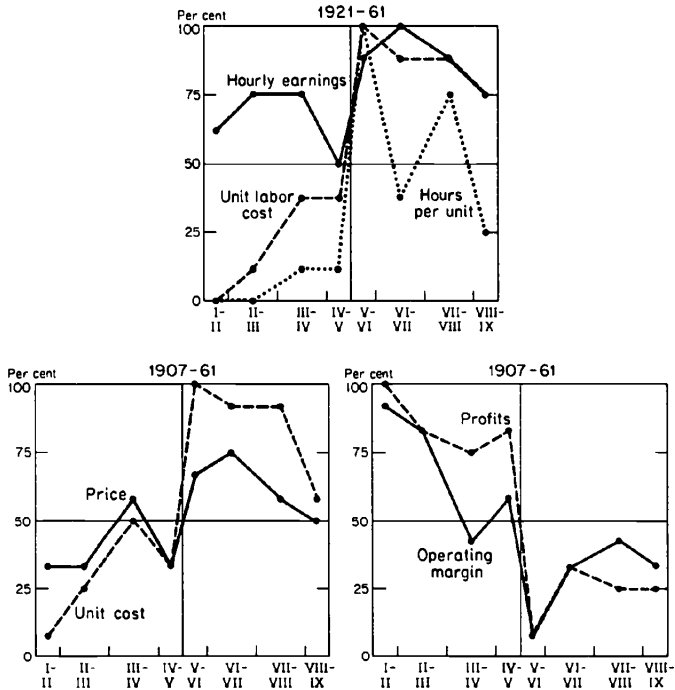 1921-61
Per cent
100
75
50
25
0
Hourly earnings
Unit labor
cost
Hours
per unit
I- II- III- IV- V- VI- VII- VIII-
II III IV V VI VII VIII IX
1907-61
Per cent
100
75
50
25
0
Price
Unit cost
I- II- III- IV- V- VI- VII- VIII-
II III IV V VI VII VIII IX
1907-61
Per cent
100
75
50
25
0
Profits
Operating
margin
I- II- III- IV- V- VI- VII- VIII-
II III IV V VI VII VIII IX